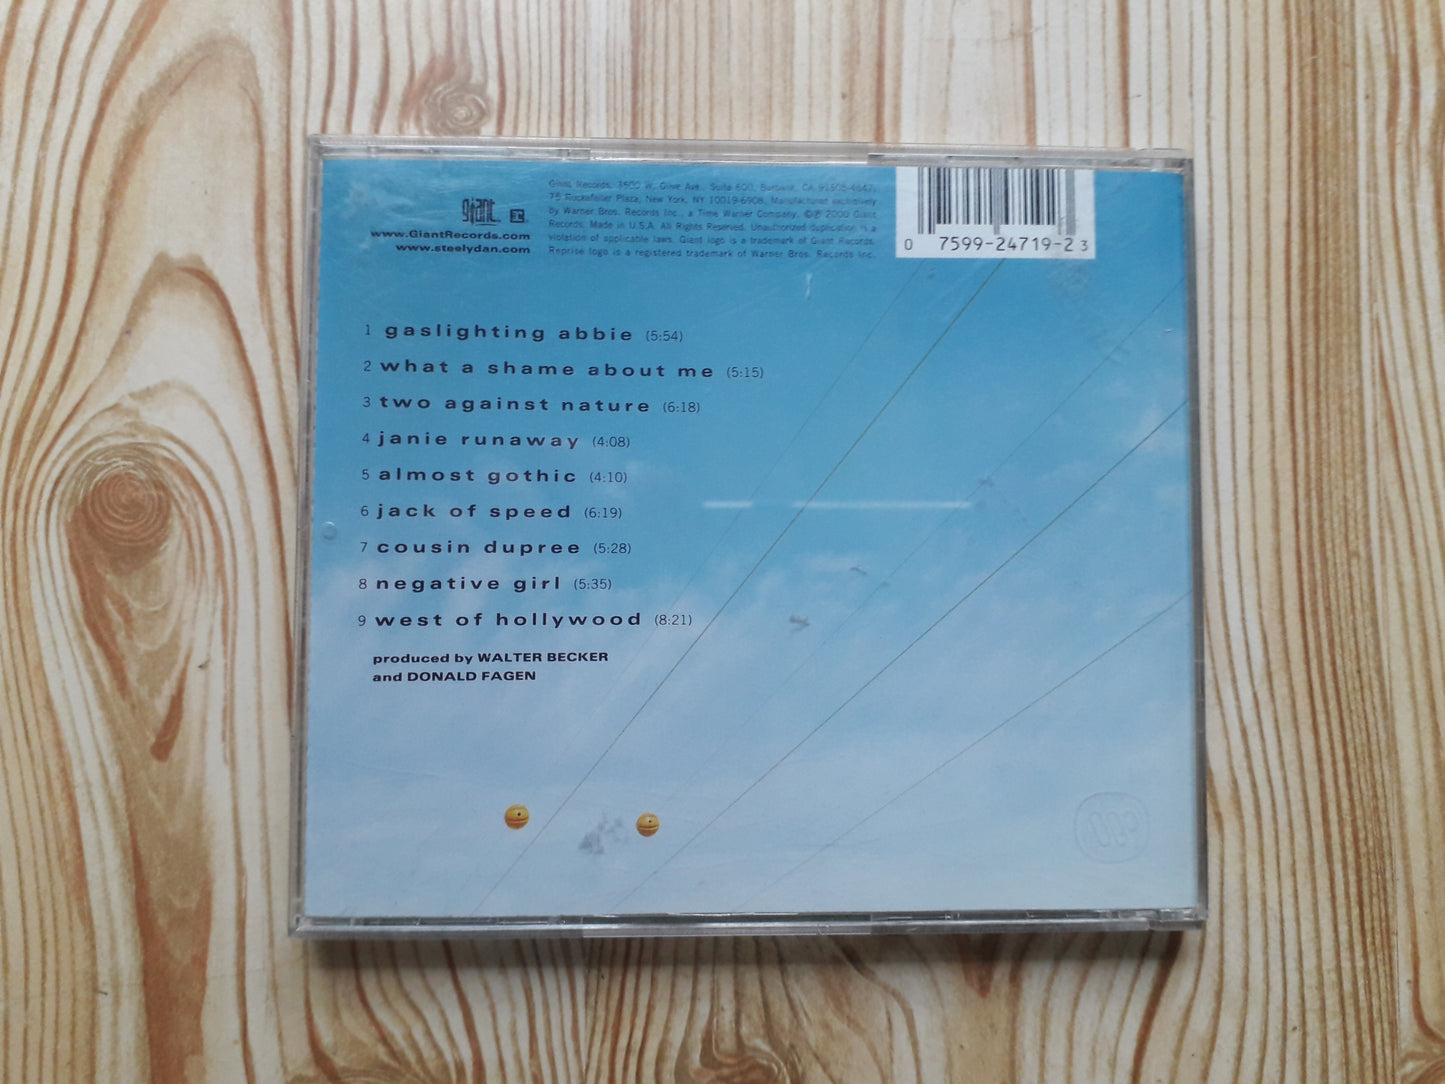 giant
www.GiantRecords.com
www.steelydan.com
Giant Records, 3500 W. Olive Ave., Suite 600, Burbank, CA 91505-4647;
75 Rockefeller Plaza, New York, NY 10019-6908. Manufactured exclusively
by Warner Bros. Records Inc., a Time Warner Company. ©℗ 2000 Giant
Records. Made in U.S.A. All Rights Reserved. Unauthorized duplication is a
violation of applicable laws. Giant logo is a trademark of Giant Records.
Reprise logo is a registered trademark of Warner Bros. Records Inc.
0 7599-24719-2 3
1 gaslighting abbie (5:54)
2 what a shame about me (5:15)
3 two against nature (6:18)
4 janie runaway (4:08)
5 almost gothic (4:10)
6 jack of speed (6:19)
7 cousin dupree (5:28)
8 negative girl (5:35)
9 west of hollywood (8:21)
produced by WALTER BECKER
and DONALD FAGEN